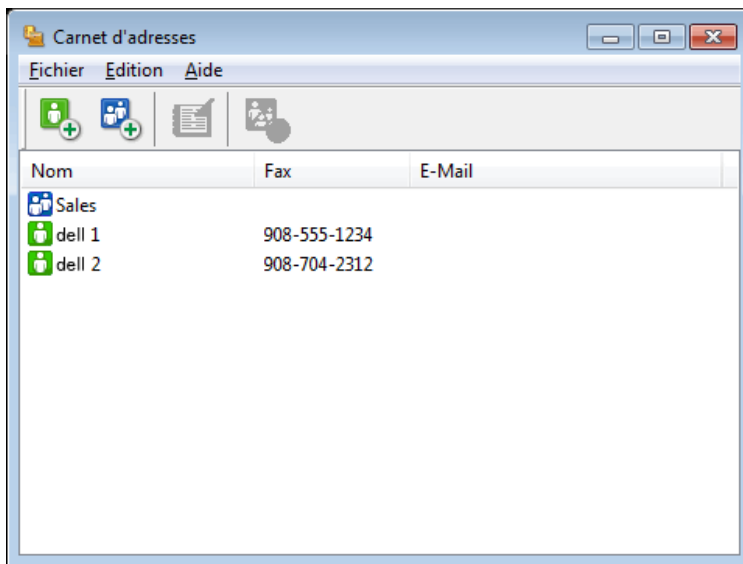 Carnet d'adresses
Fichier Edition Aide
Nom Fax E-Mail
Sales
dell 1 908-555-1234
dell 2 908-704-2312